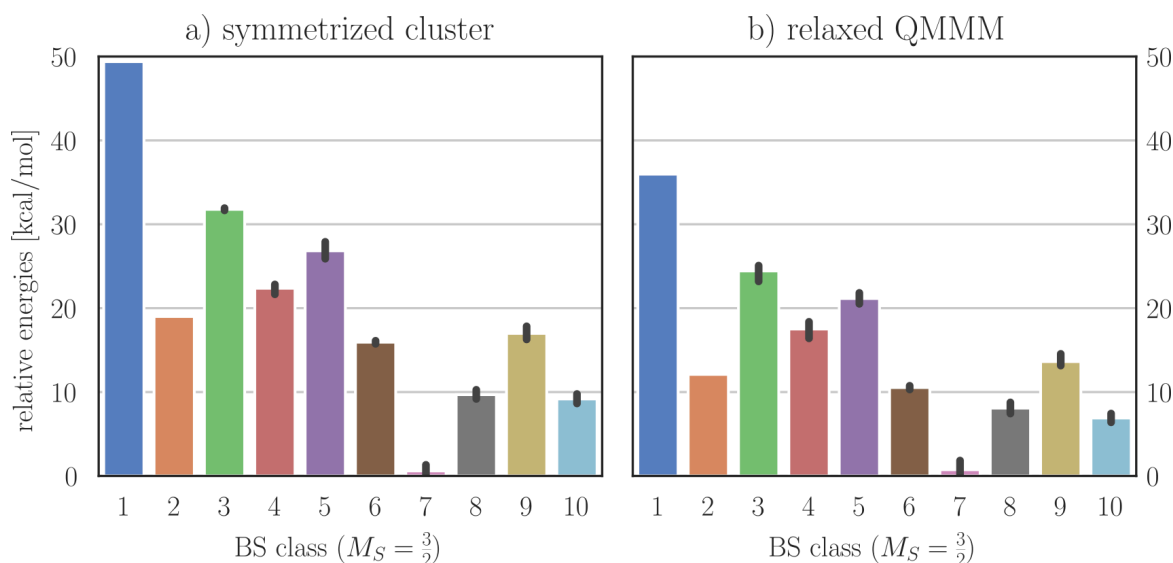 a) symmetrized cluster
b) relaxed QMMM
relative energies [kcal/mol]
50
40
30
20
10
0
50
40
30
20
10
0
1 2 3 4 5 6 7 8 9 10
1 2 3 4 5 6 7 8 9 10
BS class (M_S = 3/2)
BS class (M_S = 3/2)